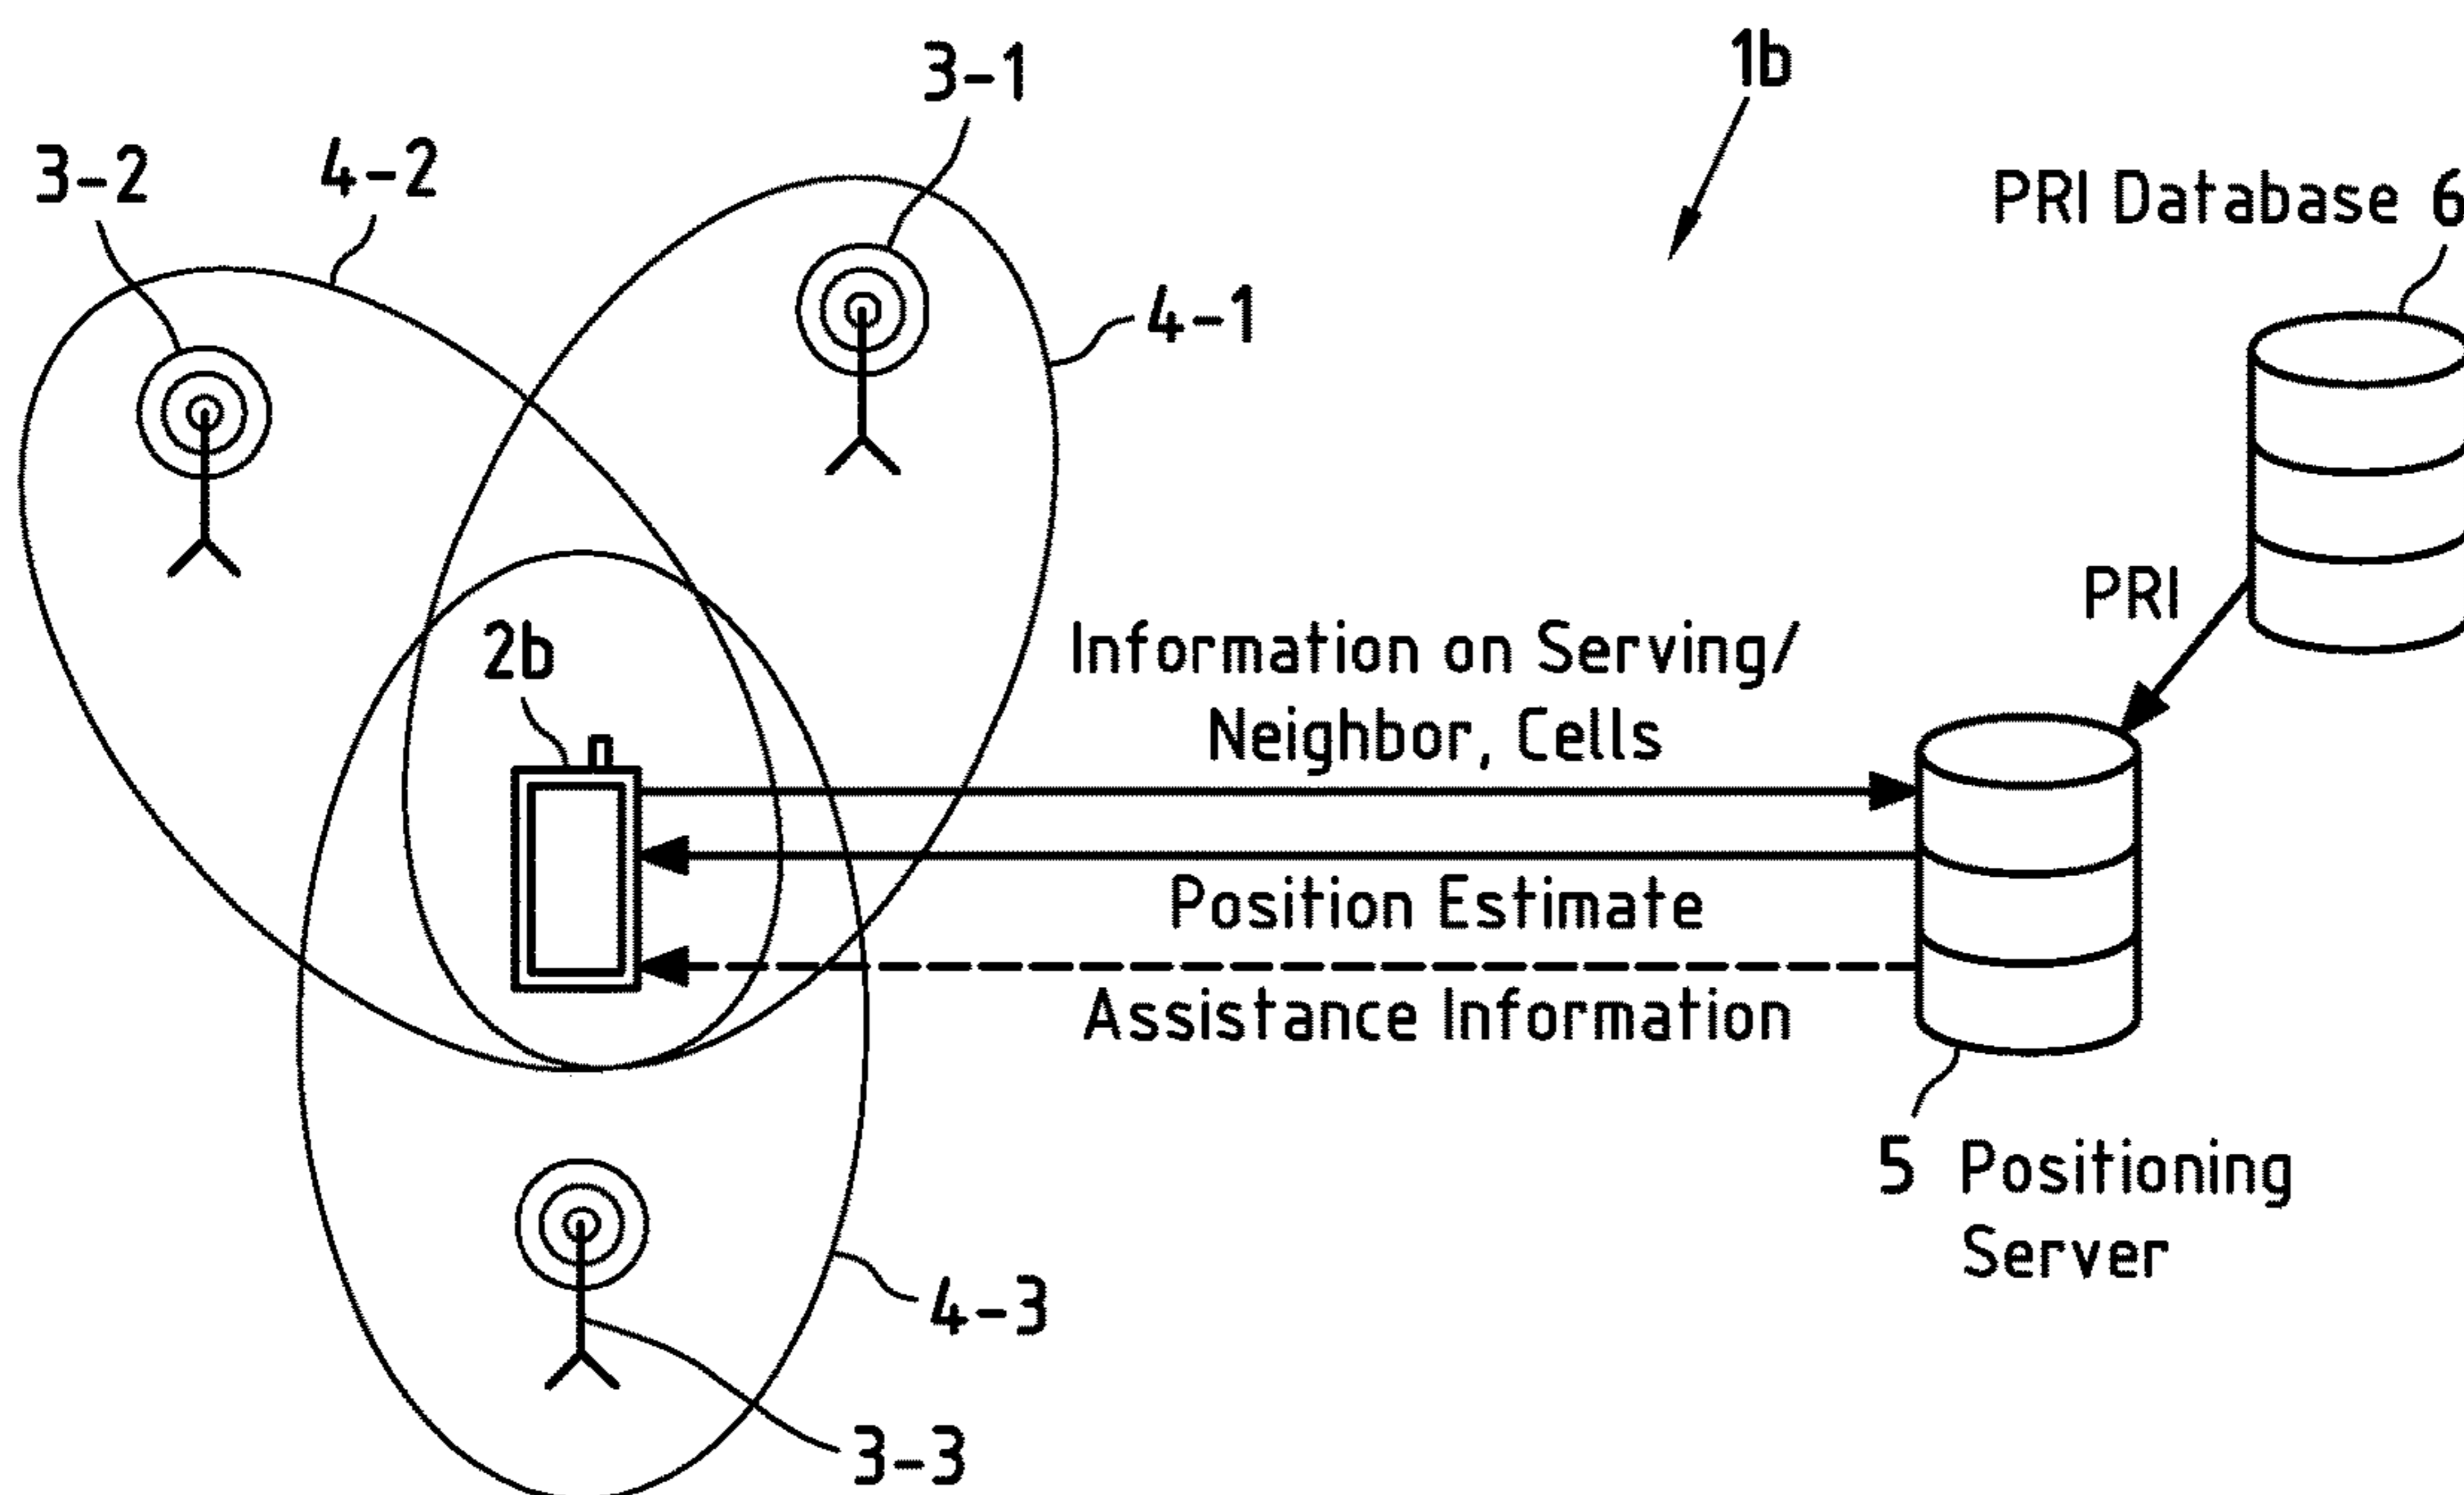 3-1
1b
3-2
4-2
PRI Database 6
4-1
PRI
2b
Information on Serving/
Neighbor, Cells
Position Estimate
Assistance Information
5 Positioning
Server
4-3
3-3